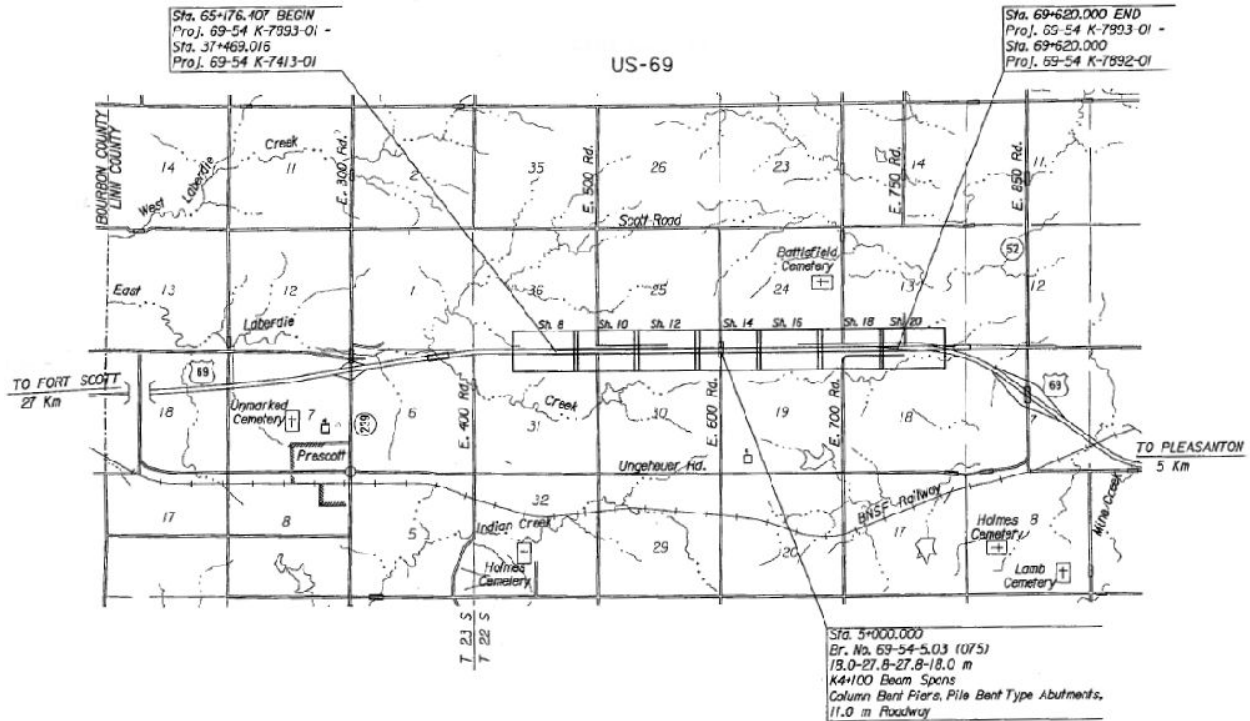 Sta. 65+176.407 BEGIN
Proj. 69-54 K-7893-01 -
Sta. 37+469.016
Proj. 69-54 K-7413-01
US-69
Sta. 69+620.000 END
Proj. 69-54 K-7893-01 -
Sta. 69+620.000
Proj. 69-54 K-7892-01
BOURBON COUNTY
LINN COUNTY
14
West Laberdie Creek
11
E. 300 Rd.
2
35
E. 500 Rd.
26
23
E. 750 Rd.
14
E. 850 Rd.
11
Scott Road
52
Battlefield
Cemetery
East
Laberdie
13
12
1
36
25
24
13
12
Sh. 8
Sh. 10
Sh. 12
Sh. 14
Sh. 16
Sh. 18
Sh. 20
TO FORT SCOTT
27 Km
69
69
18
Unmarked
Cemetery
7
239
6
E. 400 Rd.
Creek
31
30
E. 600 Rd.
19
E. 700 Rd.
18
7
TO PLEASANTON
5 Km
Prescott
Ungeheuer Rd.
17
8
5
32
Indian Creek
Holmes
Cemetery
29
20
BNSF Railway
17
Holmes
Cemetery
8
Mine Creek
Lamb
Cemetery
T 23 S
T 22 S
Sta. 5+000.000
Br. No. 69-54-5.03 (075)
18.0-27.8-27.8-18.0 m
K4+100 Beam Spans
Column Bent Piers, Pile Bent Type Abutments,
11.0 m Roadway